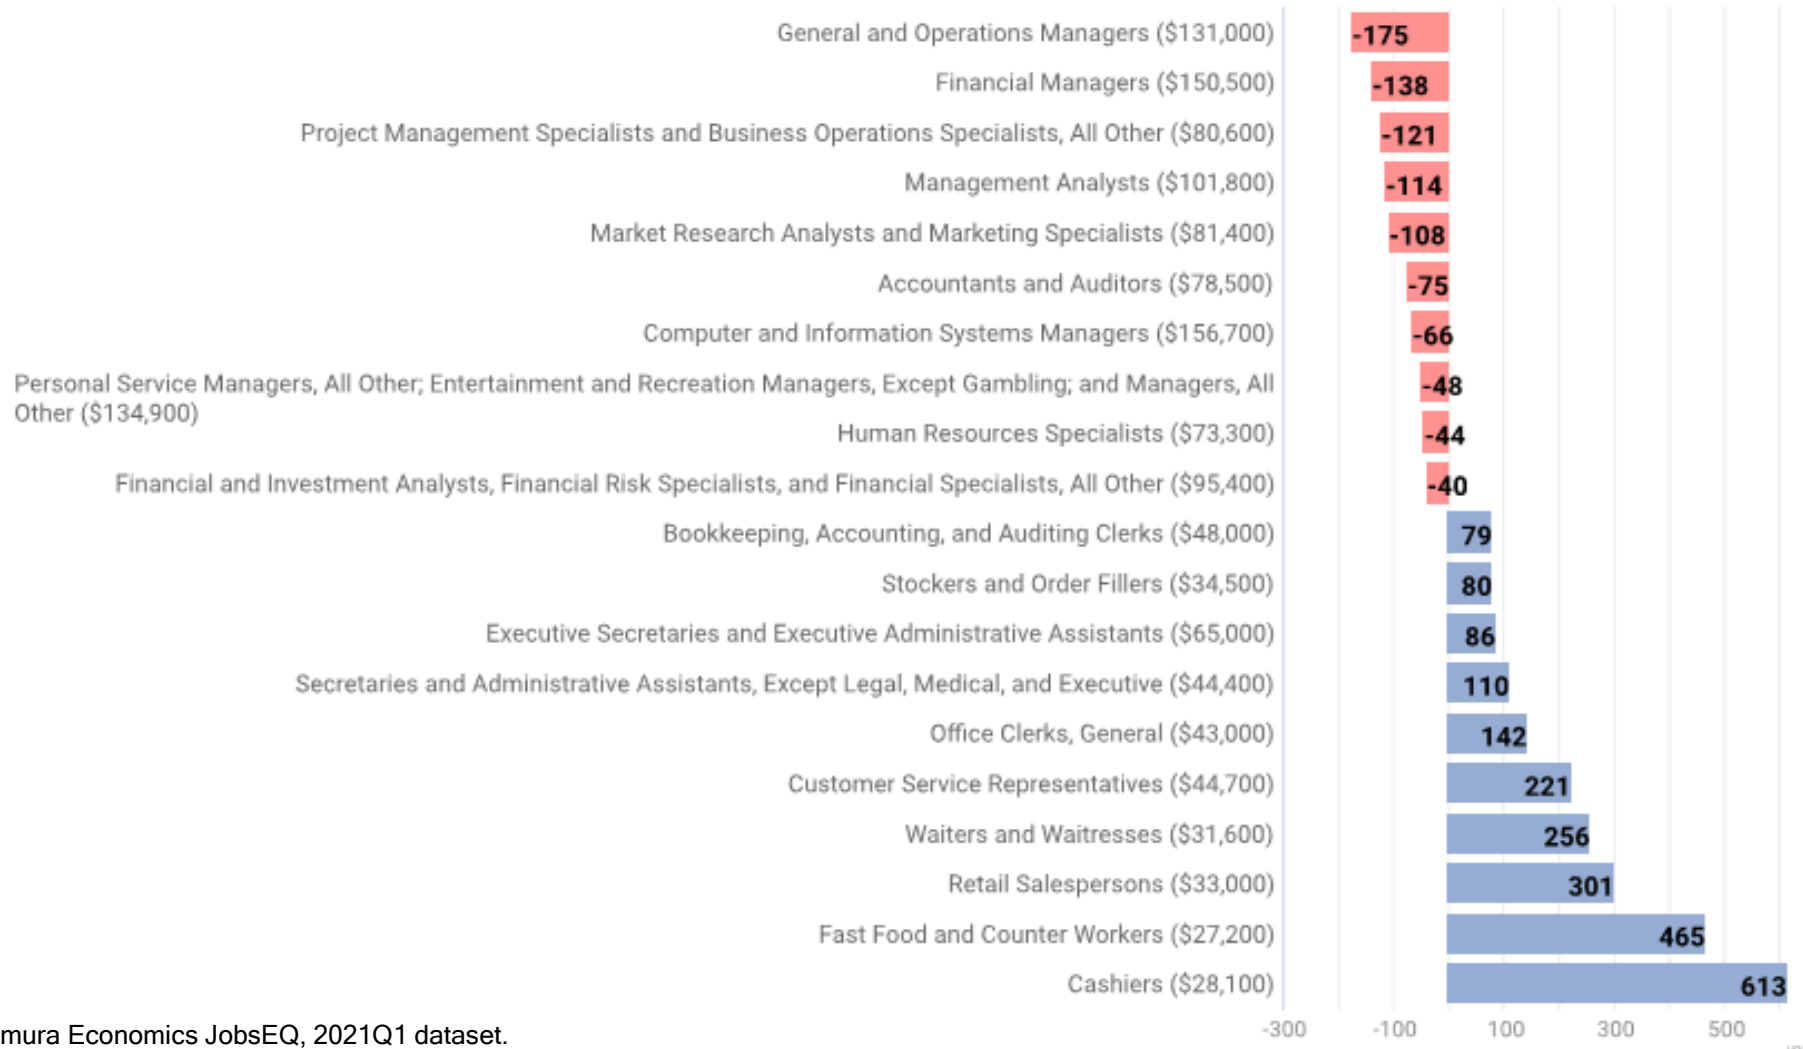 General and Operations Managers ($131,000)
-175
Financial Managers ($150,500)
-138
Project Management Specialists and Business Operations Specialists, All Other ($80,600)
-121
Management Analysts ($101,800)
-114
Market Research Analysts and Marketing Specialists ($81,400)
-108
Accountants and Auditors ($78,500)
-75
Computer and Information Systems Managers ($156,700)
-66
Personal Service Managers, All Other; Entertainment and Recreation Managers, Except Gambling; and Managers, All
Other ($134,900)
-48
Human Resources Specialists ($73,300)
-44
Financial and Investment Analysts, Financial Risk Specialists, and Financial Specialists, All Other ($95,400)
-40
Bookkeeping, Accounting, and Auditing Clerks ($48,000)
79
Stockers and Order Fillers ($34,500)
80
Executive Secretaries and Executive Administrative Assistants ($65,000)
86
Secretaries and Administrative Assistants, Except Legal, Medical, and Executive ($44,400)
110
Office Clerks, General ($43,000)
142
Customer Service Representatives ($44,700)
221
Waiters and Waitresses ($31,600)
256
Retail Salespersons ($33,000)
301
Fast Food and Counter Workers ($27,200)
465
Cashiers ($28,100)
613
-300 -100 100 300 500
mura Economics JobsEQ, 2021Q1 dataset.